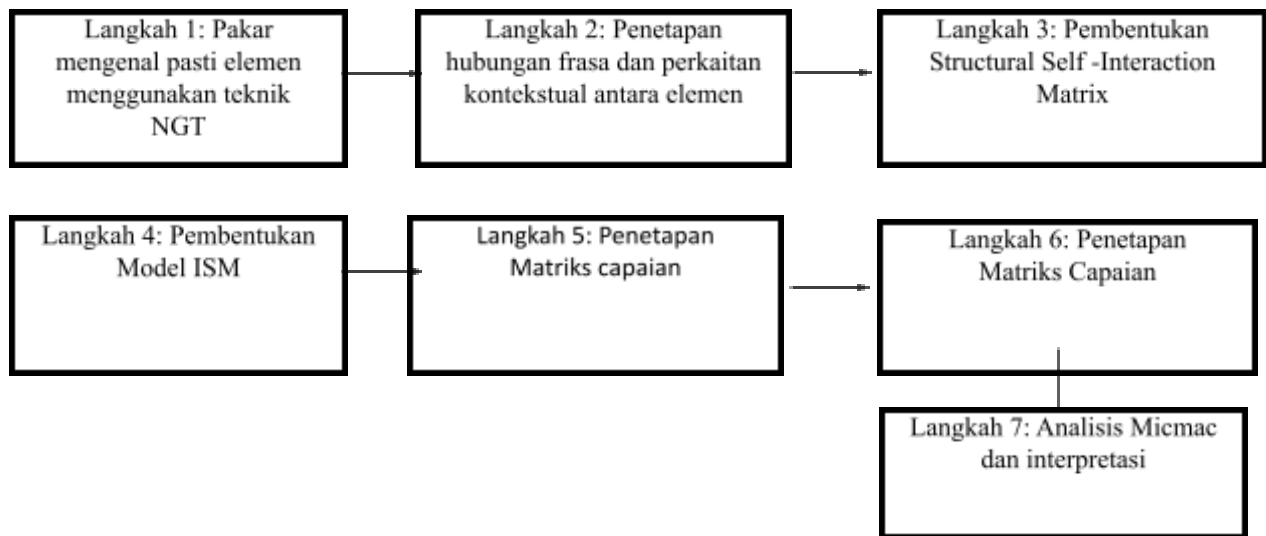 Langkah 1: Pakar
mengenal pasti elemen
menggunakan teknik
NGT
Langkah 2: Penetapan
hubungan frasa dan perkaitan
kontekstual antara elemen
Langkah 3: Pembentukan
Structural Self -Interaction
Matrix
Langkah 4: Pembentukan
Model ISM
Langkah 5: Penetapan
Matriks capaian
Langkah 6: Penetapan
Matriks Capaian
Langkah 7: Analisis Micmac
dan interpretasi